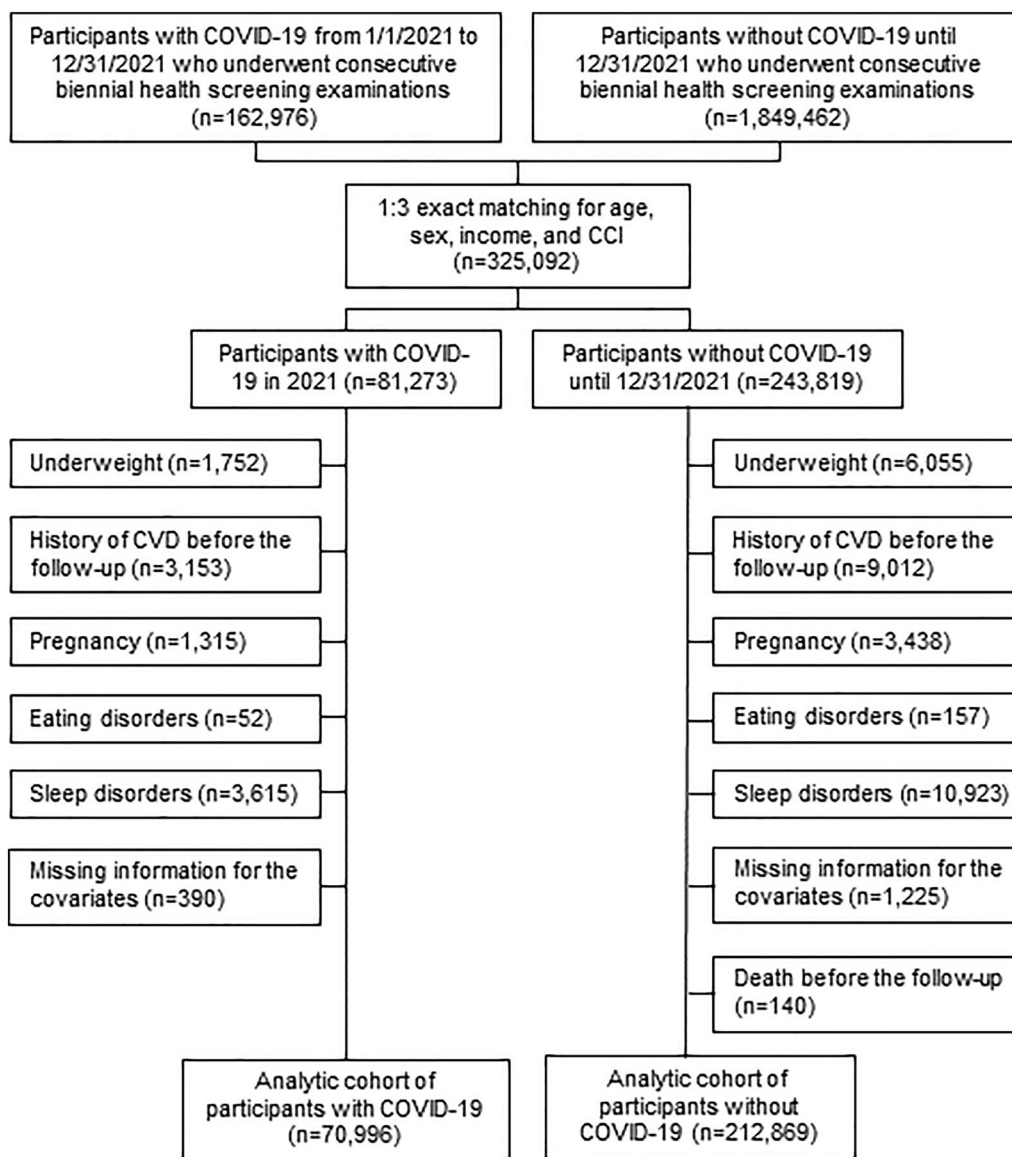 Participants with COVID-19 from 1/1/2021 to
12/31/2021 who underwent consecutive
biennial health screening examinations
(n=162,976)
Participants without COVID-19 until
12/31/2021 who underwent consecutive
biennial health screening examinations
(n=1,849,462)
1:3 exact matching for age,
sex, income, and CCI
(n=325,092)
Participants with COVID-
19 in 2021 (n=81,273)
Participants without COVID-19
until 12/31/2021 (n=243,819)
Underweight (n=1,752)
Underweight (n=6,055)
History of CVD before the
follow-up (n=3,153)
History of CVD before the
follow-up (n=9,012)
Pregnancy (n=1,315)
Pregnancy (n=3,438)
Eating disorders (n=52)
Eating disorders (n=157)
Sleep disorders (n=3,615)
Sleep disorders (n=10,923)
Missing information for the
covariates (n=390)
Missing information for the
covariates (n=1,225)
Death before the follow-up
(n=140)
Analytic cohort of
participants with COVID-19
(n=70,996)
Analytic cohort of
participants without
COVID-19 (n=212,869)